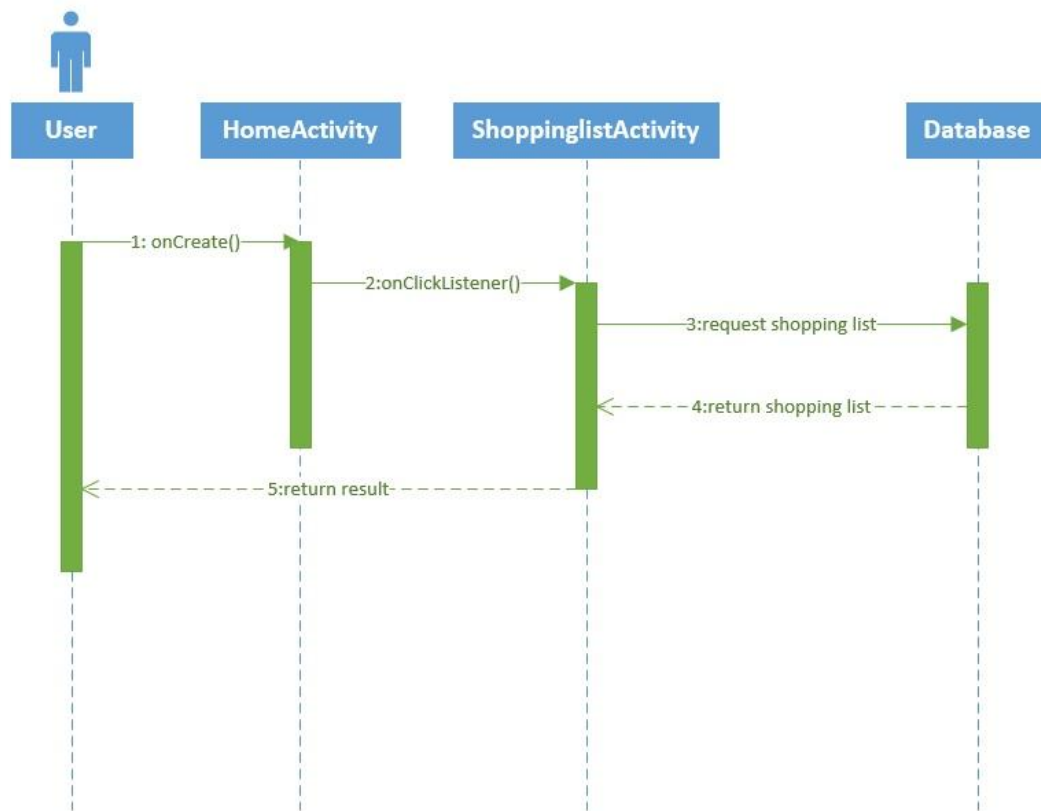 User
HomeActivity
ShoppinglistActivity
Database
1: onCreate()
2:onClickListener()
3:request shopping list
4:return shopping list
5:return result